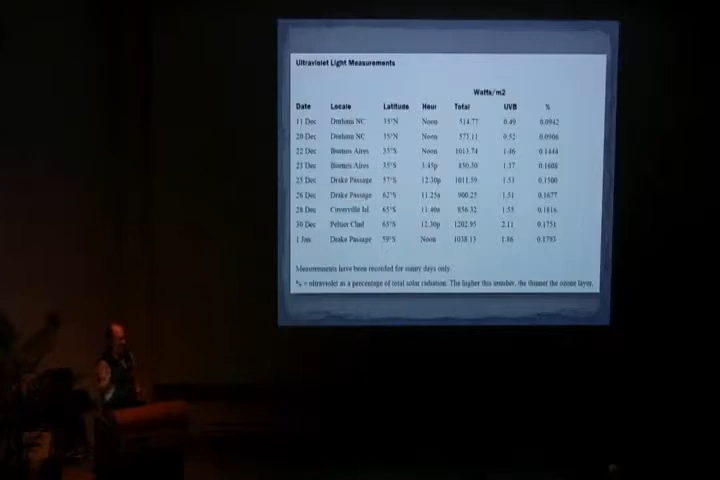 Ultraviolet Light Measurements
Watts/m2
Date Locale Latitude Hour Total UVB %
11 Dec Durham NC 35°N Noon 514.77 0.49 0.0942
20 Dec Durham NC 35°N Noon 573.11 0.52 0.0906
22 Dec Buenos Aires 35°S Noon 1013.74 1.46 0.1444
23 Dec Buenos Aires 35°S 3:45p 850.30 1.37 0.1608
25 Dec Drake Passage 57°S 12:30p 1011.59 1.51 0.1500
26 Dec Drake Passage 62°S 11:25a 900.25 1.51 0.1677
28 Dec Cuverville Isl. 65°S 11:40a 856.32 1.55 0.1816
30 Dec Peltier Chnl 65°S 12:30p 1202.95 2.11 0.1751
1 Jan Drake Passage 59°S Noon 1038.13 1.86 0.1793
Measurements have been recorded for sunny days only.
% = ultraviolet as a percentage of total solar radiation. The higher this number, the thinner the ozone layer.